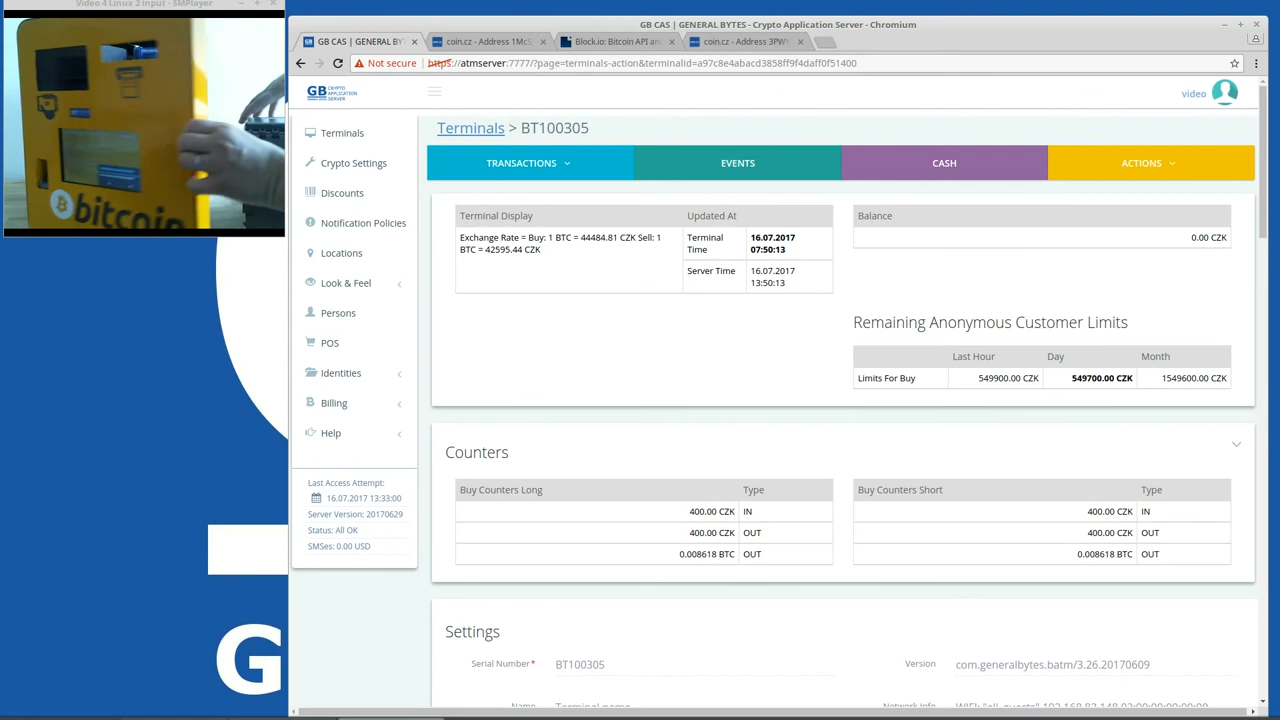 Video 4 Linux 2 input - SMPlayer
GB CAS | GENERAL BYTES - Crypto Application Server - Chromium
GB CAS | GENERAL BYT
coin.cz - Address 1McS
Block.io: Bitcoin API an
coin.cz - Address 3PW
Not secure
https://atmserver:7777/?page=terminals-action&terminalid=a97c8e4abacd3858ff9f4daff0f51400
GB CRYPTO APPLICATION SERVER
video
Terminals
Crypto Settings
Discounts
Notification Policies
Locations
Look & Feel
Persons
POS
Identities
Billing
Help
Last Access Attempt:
16.07.2017 13:33:00
Server Version: 20170629
Status: All OK
SMSes: 0.00 USD
Terminals > BT100305
TRANSACTIONS
EVENTS
CASH
ACTIONS
Terminal Display
Updated At
Exchange Rate = Buy: 1 BTC = 44484.81 CZK Sell: 1
BTC = 42595.44 CZK
Terminal
Time
16.07.2017
07:50:13
Server Time
16.07.2017
13:50:13
Balance
0.00 CZK
Remaining Anonymous Customer Limits
Last Hour Day Month
Limits For Buy 549900.00 CZK 549700.00 CZK 1549600.00 CZK
Counters
Buy Counters Long Type
400.00 CZK IN
400.00 CZK OUT
0.008618 BTC OUT
Buy Counters Short Type
400.00 CZK IN
400.00 CZK OUT
0.008618 BTC OUT
Settings
Serial Number* BT100305
Version com.generalbytes.batm/3.26.20170609
bitcoin
G